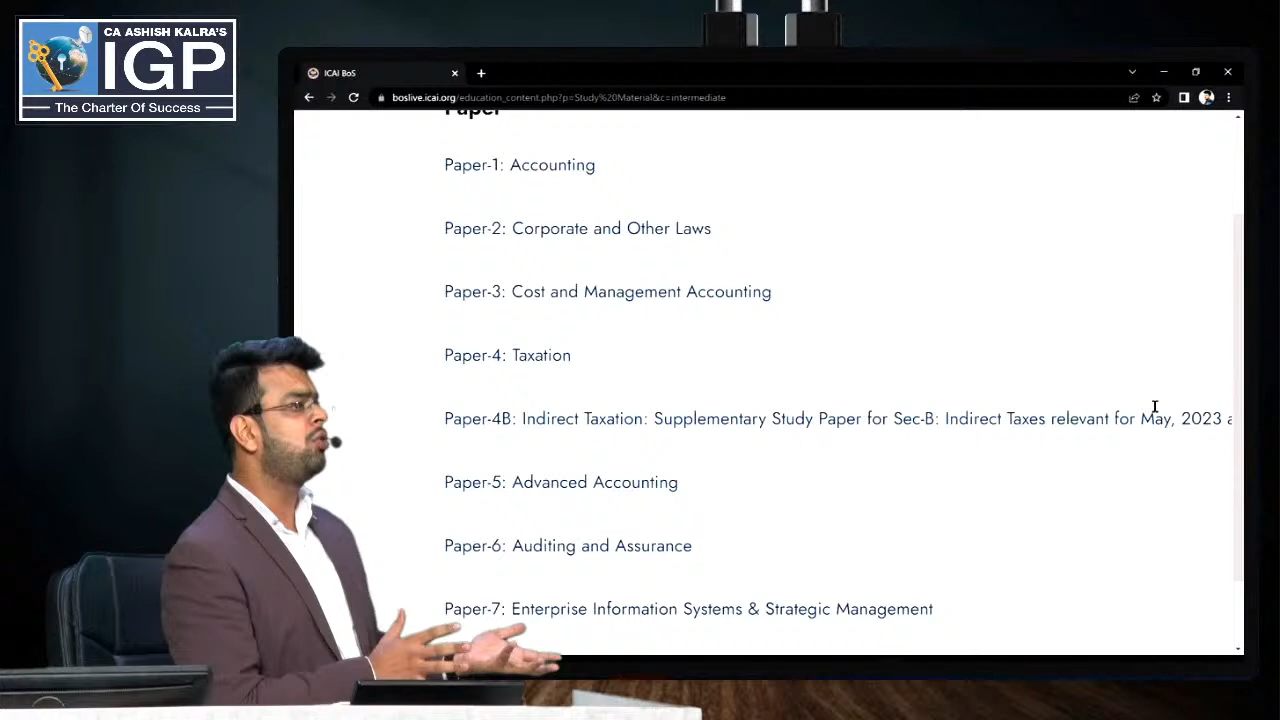 CA ASHISH KALRA'S
IGP
The Charter Of Success
ICAI BoS
boslive.icai.org/education_content.php?p=Study%20Material&c=intermediate
Paper
Paper-1: Accounting
Paper-2: Corporate and Other Laws
Paper-3: Cost and Management Accounting
Paper-4: Taxation
Paper-4B: Indirect Taxation: Supplementary Study Paper for Sec-B: Indirect Taxes relevant for May, 2023 a
Paper-5: Advanced Accounting
Paper-6: Auditing and Assurance
Paper-7: Enterprise Information Systems & Strategic Management